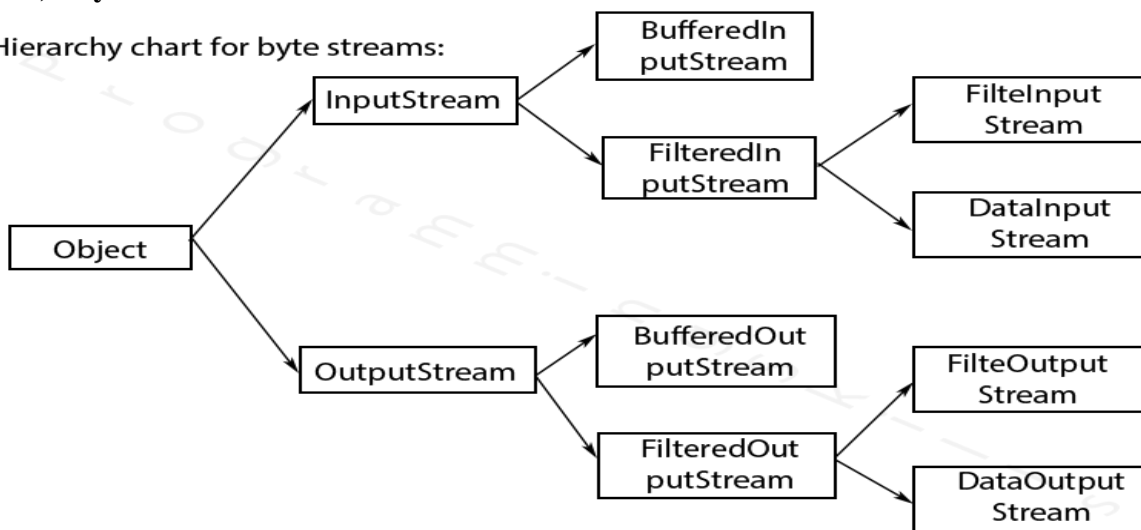 Hierarchy chart for byte streams:
BufferedIn
putStream
InputStream
FilteInput
Stream
FilteredIn
putStream
DataInput
Stream
Object
BufferedOut
putStream
OutputStream
FilteOutput
Stream
FilteredOut
putStream
DataOutput
Stream